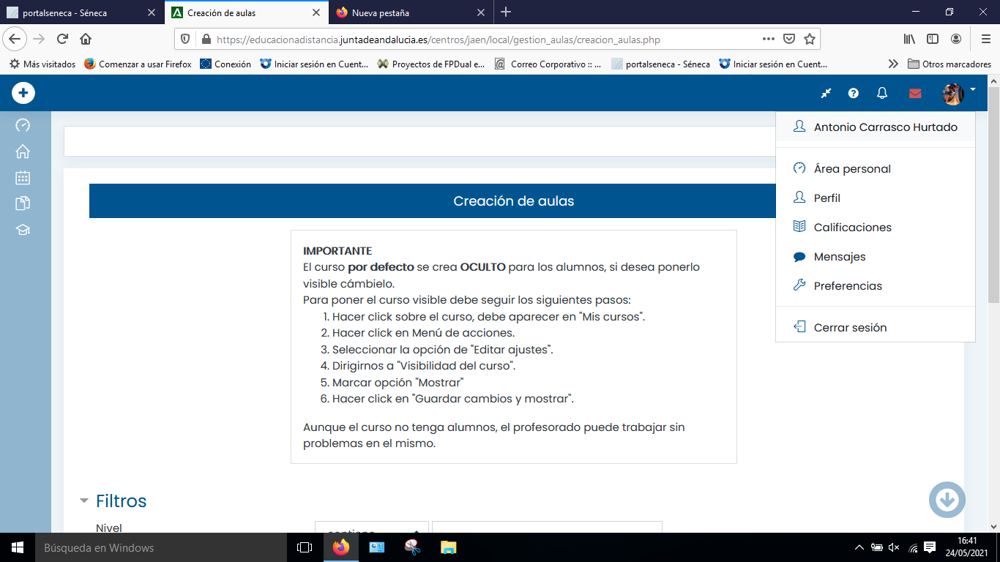 portalseneca - Séneca
Creación de aulas
Nueva pestaña
https://educacionadistancia.juntadeandalucia.es/centros/jaen/local/gestion_aulas/creacion_aulas.php
Más visitados
Comenzar a usar Firefox
Conexión
Iniciar sesión en Cuent...
Proyectos de FPDual e...
Correo Corporativo :: ...
portalseneca - Séneca
Iniciar sesión en Cuent...
Otros marcadores
Antonio Carrasco Hurtado
Área personal
Perfil
Calificaciones
Mensajes
Preferencias
Cerrar sesión
Creación de aulas
IMPORTANTE
El curso por defecto se crea OCULTO para los alumnos, si desea ponerlo
visible cámbielo.
Para poner el curso visible debe seguir los siguientes pasos:
1. Hacer click sobre el curso, debe aparecer en "Mis cursos".
2. Hacer click en Menú de acciones.
3. Seleccionar la opción de "Editar ajustes".
4. Dirigirnos a "Visibilidad del curso".
5. Marcar opción "Mostrar"
6. Hacer click en "Guardar cambios y mostrar".
Aunque el curso no tenga alumnos, el profesorado puede trabajar sin
problemas en el mismo.
Filtros
Nivel
contiene
Búsqueda en Windows
16:41
24/05/2021